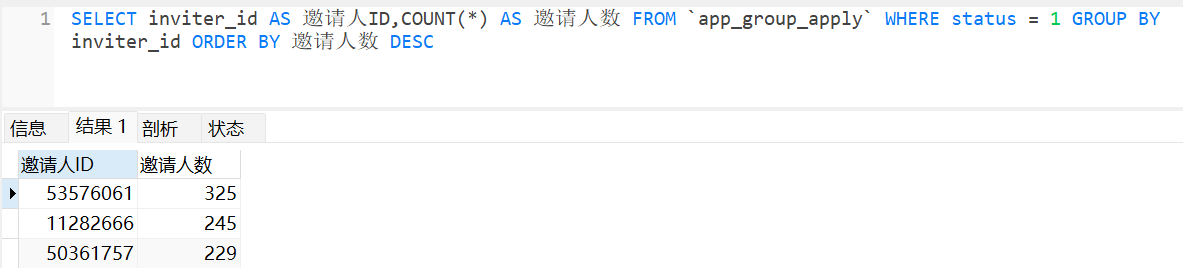 1 SELECT inviter_id AS 邀请人ID,COUNT(*) AS 邀请人数 FROM `app_group_apply` WHERE status = 1 GROUP BY
inviter_id ORDER BY 邀请人数 DESC
信息 结果 1 剖析 状态
邀请人ID 邀请人数
53576061 325
11282666 245
50361757 229